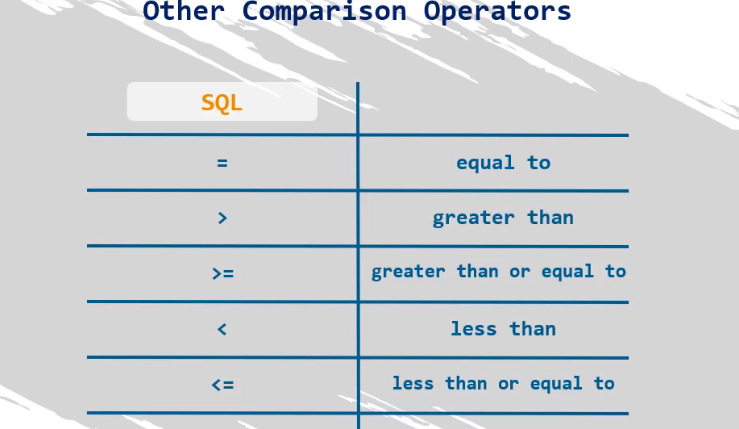 Other Comparison Operators
SQL
= equal to
> greater than
>= greater than or equal to
< less than
<= less than or equal to